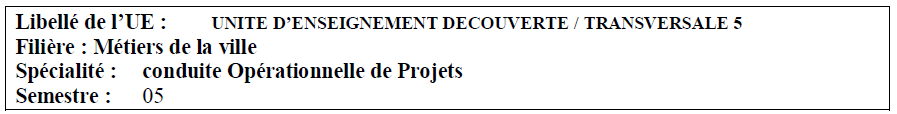 Libellé de l’UE : UNITE D’ENSEIGNEMENT DECOUVERTE / TRANSVERSALE 5
Filière : Métiers de la ville
Spécialité : conduite Opérationnelle de Projets
Semestre : 05